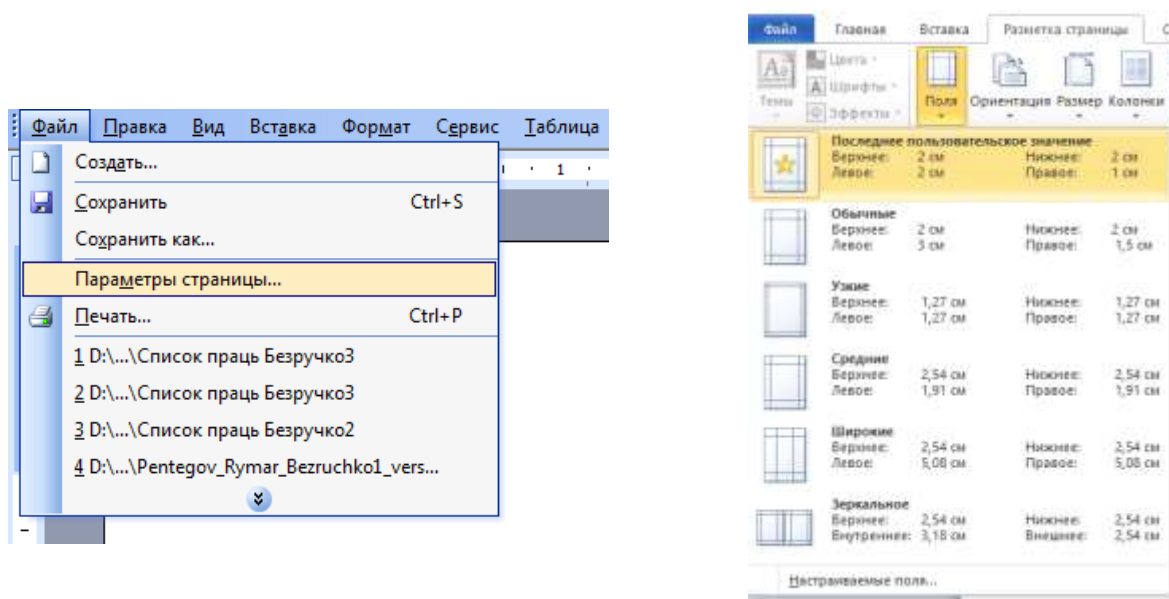 Файл Правка Вид Вставка Формат Сервис Таблица
Создать...
1
Сохранить Ctrl+S
Сохранить как...
Параметры страницы...
Печать... Ctrl+P
1 D:\...\Список праць Безручко3
2 D:\...\Список праць Безручко3
3 D:\...\Список праць Безручко2
4 D:\...\Pentegov_Rymar_Bezruchko1_vers...
Файл Главная Вставка Разметка страницы
Aa Цвета
A Шрифты
Темы Эффекты Поля Ориентация Размер Колонки
Последнее пользовательское значение
Верхнее: 2 см Нижнее: 2 см
Левое: 2 см Правое: 1 см
Обычные
Верхнее: 2 см Нижнее: 2 см
Левое: 3 см Правое: 1,5 см
Узкие
Верхнее: 1,27 см Нижнее: 1,27 см
Левое: 1,27 см Правое: 1,27 см
Средние
Верхнее: 2,54 см Нижнее: 2,54 см
Левое: 1,91 см Правое: 1,91 см
Широкие
Верхнее: 2,54 см Нижнее: 2,54 см
Левое: 5,08 см Правое: 5,08 см
Зеркальное
Верхнее: 2,54 см Нижнее: 2,54 см
Внутреннее: 3,18 см Внешнее: 2,54 см
Настраиваемые поля...